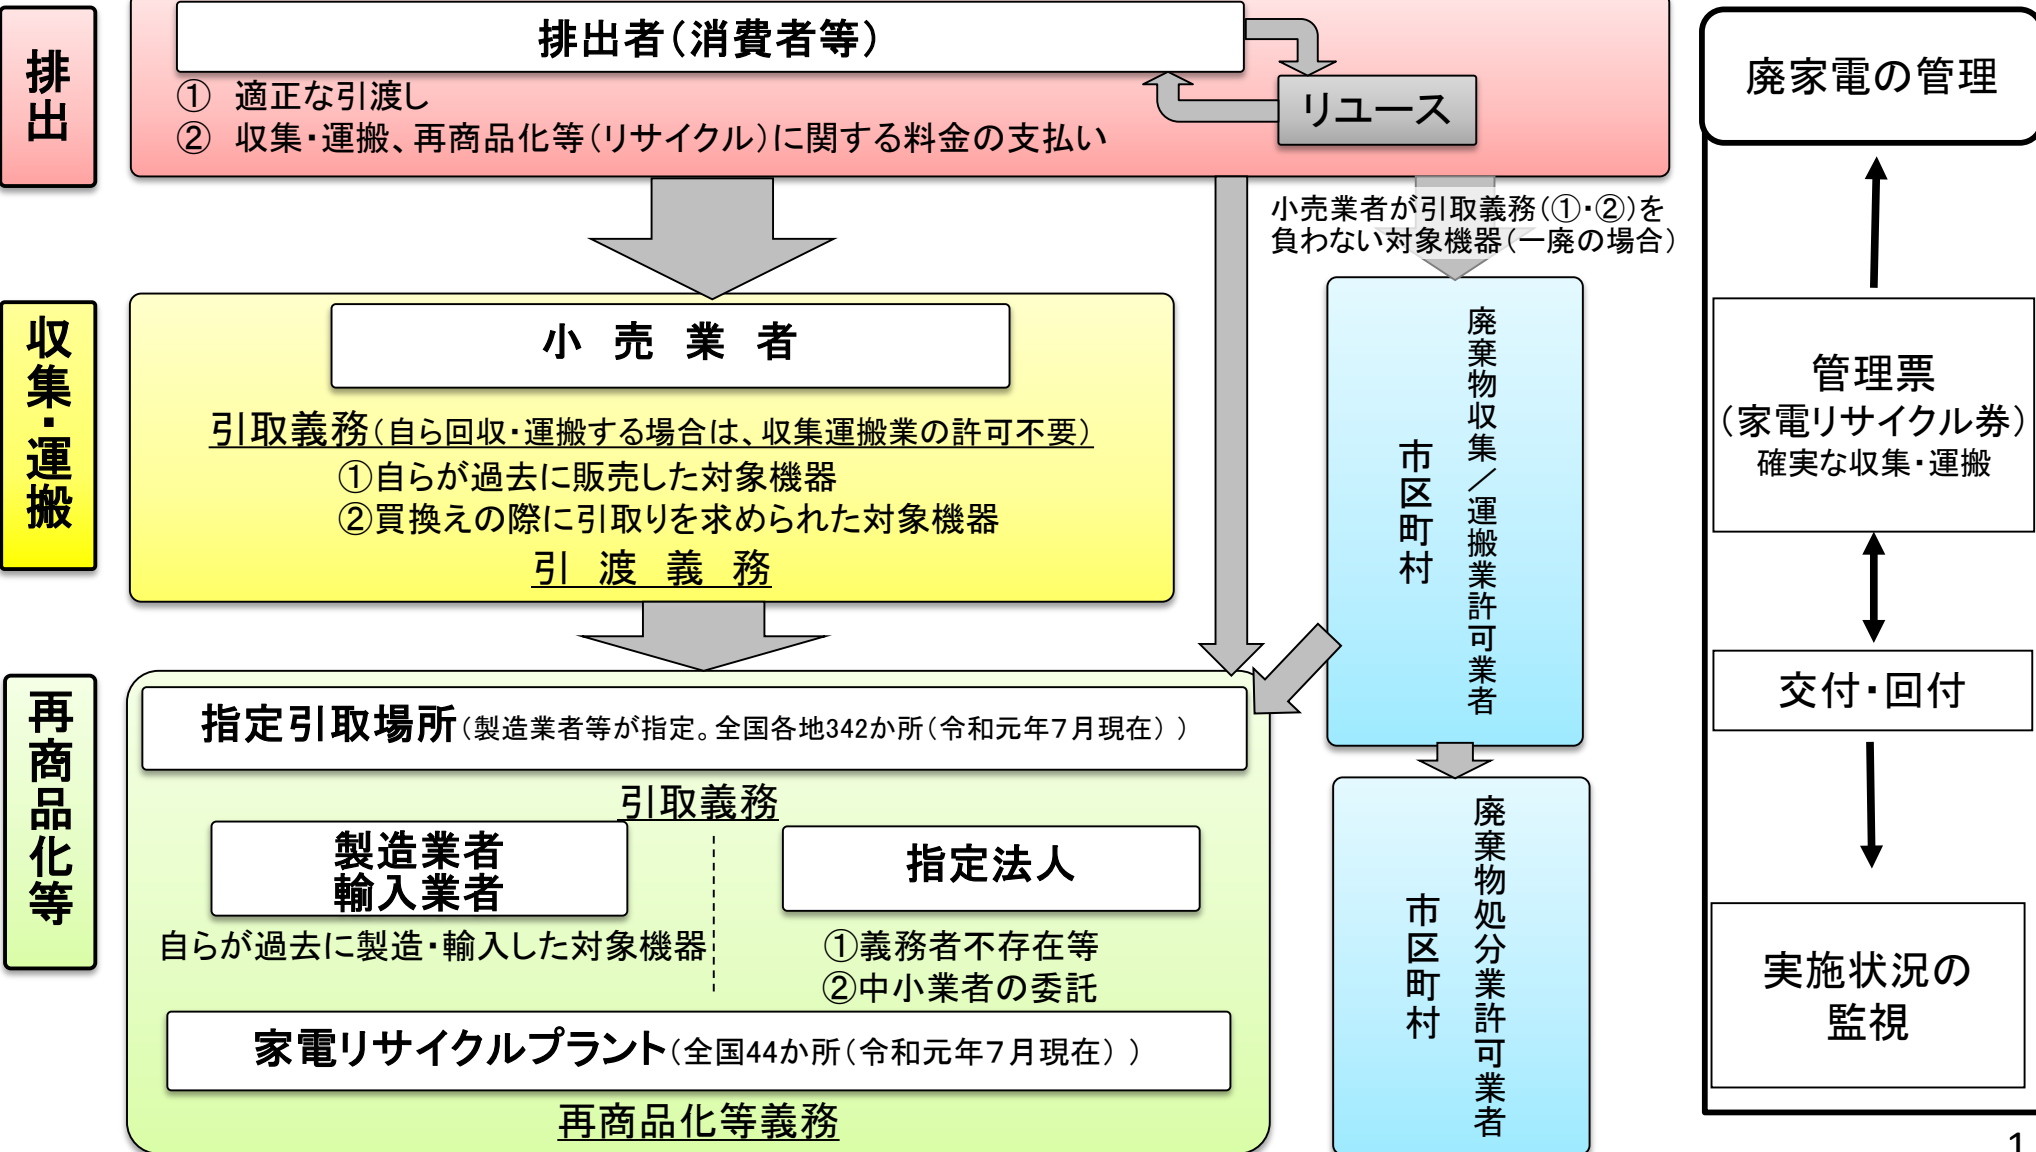 排出
排出者（消費者等）
① 適正な引渡し
② 収集・運搬、再商品化等（リサイクル）に関する料金の支払い
リユース
小売業者が引取義務（①・②）を
負わない対象機器（一廃の場合）
収集・運搬
小 売 業 者
引取義務（自ら回収・運搬する場合は、収集運搬業の許可不要）
①自らが過去に販売した対象機器
②買換えの際に引取りを求められた対象機器
引 渡 義 務
廃棄物収集／運搬業許可業者
市区町村
再商品化等
指定引取場所（製造業者等が指定。全国各地342か所（令和元年７月現在））
引取義務
製造業者
輸入業者
自らが過去に製造・輸入した対象機器
指定法人
①義務者不存在等
②中小業者の委託
家電リサイクルプラント（全国44か所（令和元年７月現在））
再商品化等義務
廃棄物処分業許可業者
市区町村
廃家電の管理
管理票
（家電リサイクル券）
確実な収集・運搬
交付・回付
実施状況の
監視
1